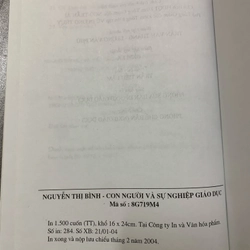 NGUYỄN THỊ BÌNH - CON NGƯỜI VÀ SỰ NGHIỆP GIÁO DỤC
Mã số : 8G719M4
In 1.500 cuốn (TT), khổ 16 x 24cm. Tại Công ty In và Văn hóa phẩm.
Số in: 284. Số XB. 21/01-04
In xong và nộp lưu chiểu tháng 2 năm 2004.